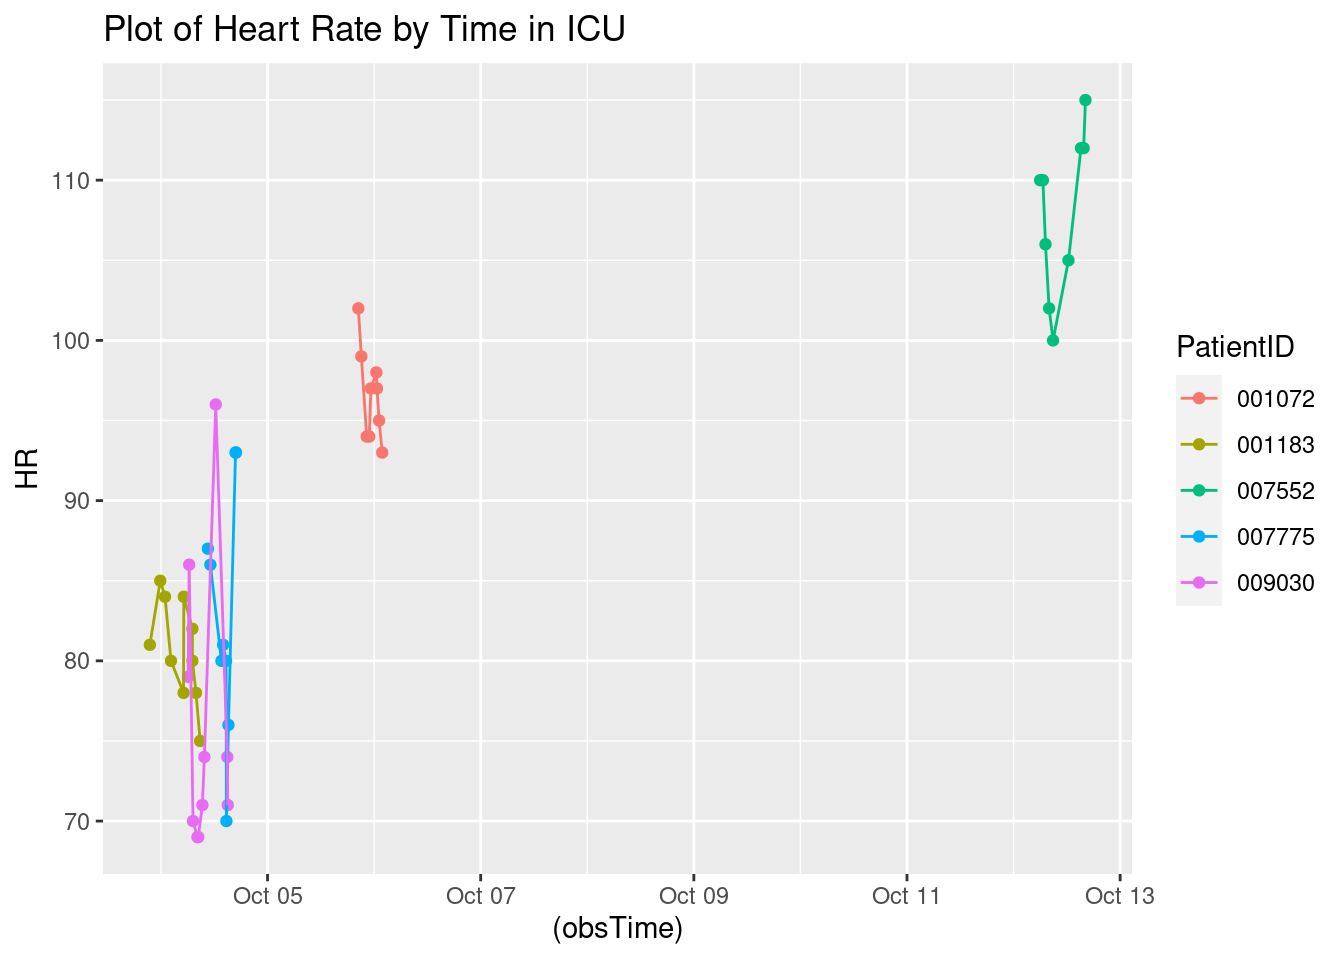 Plot of Heart Rate by Time in ICU
HR
110
100
90
80
70
Oct 05 Oct 07 Oct 09 Oct 11 Oct 13
(obsTime)
PatientID
001072
001183
007552
007775
009030